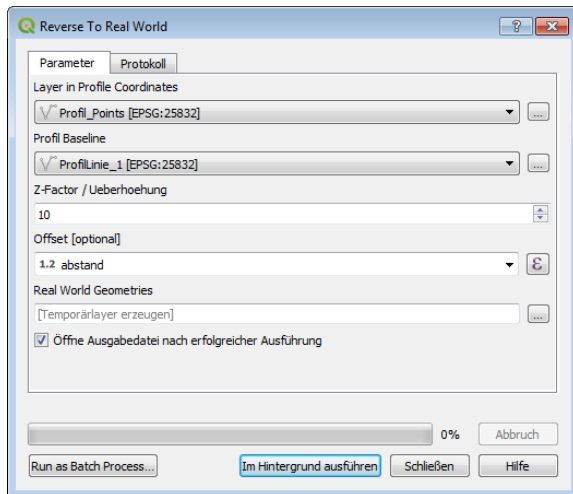 Reverse To Real World
Parameter
Protokoll
Layer in Profile Coordinates
Profil_Points [EPSG:25832]
...
Profil Baseline
ProfilLinie_1 [EPSG:25832]
...
Z-Factor / Ueberhoehung
10
Offset [optional]
1.2 abstand
ε
Real World Geometries
[Temporärlayer erzeugen]
...
Öffne Ausgabedatei nach erfolgreicher Ausführung
0%
Abbruch
Run as Batch Process...
Im Hintergrund ausführen
Schließen
Hilfe